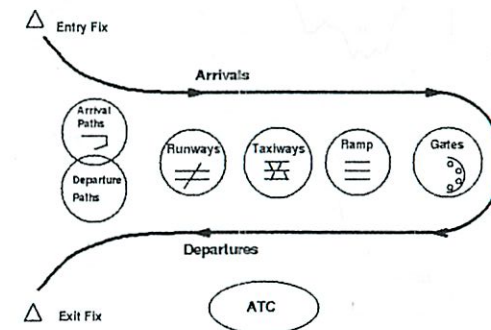 Entry Fix
Arrivals
Arrival
Paths
Departure
Paths
Runways
Taxiways
Ramp
Gates
Departures
ATC
Exit Fix